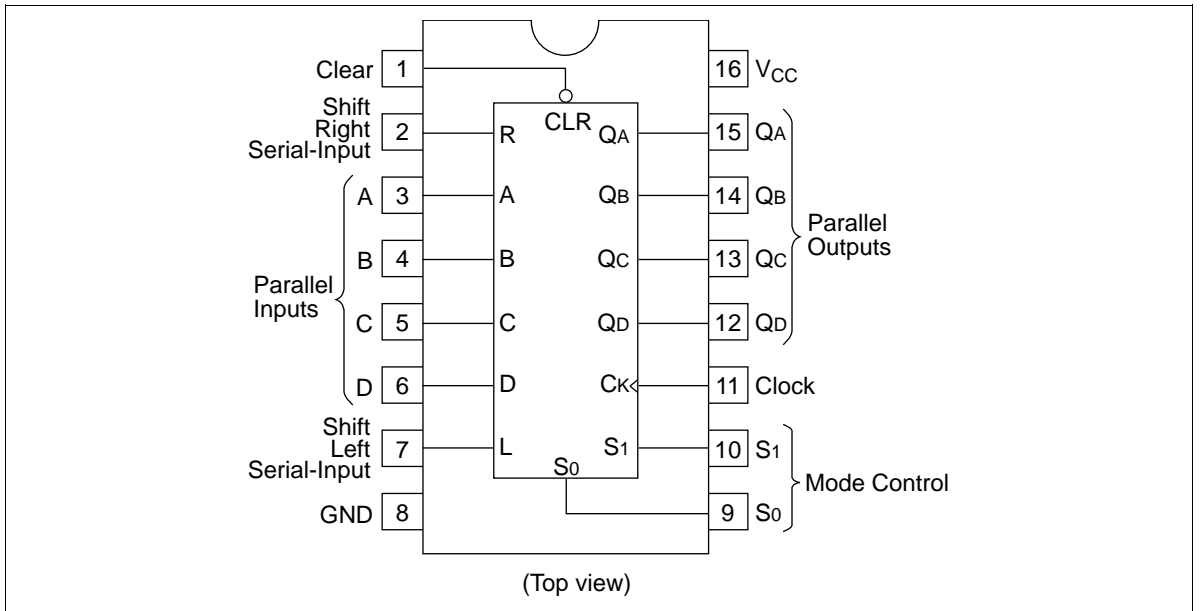 Clear 1
Shift
Right
Serial-Input
2
A 3
B 4
Parallel
Inputs
C 5
D 6
Shift
Left
Serial-Input
7
GND 8
CLR
R
A
B
C
D
L
S0
QA
QB
QC
QD
CK
S1
16 VCC
15 QA
14 QB
Parallel
Outputs
13 QC
12 QD
11 Clock
10 S1
Mode Control
9 S0
(Top view)